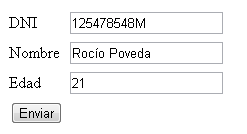 DNI 125478548M
Nombre Rocío Poveda
Edad 21
Enviar